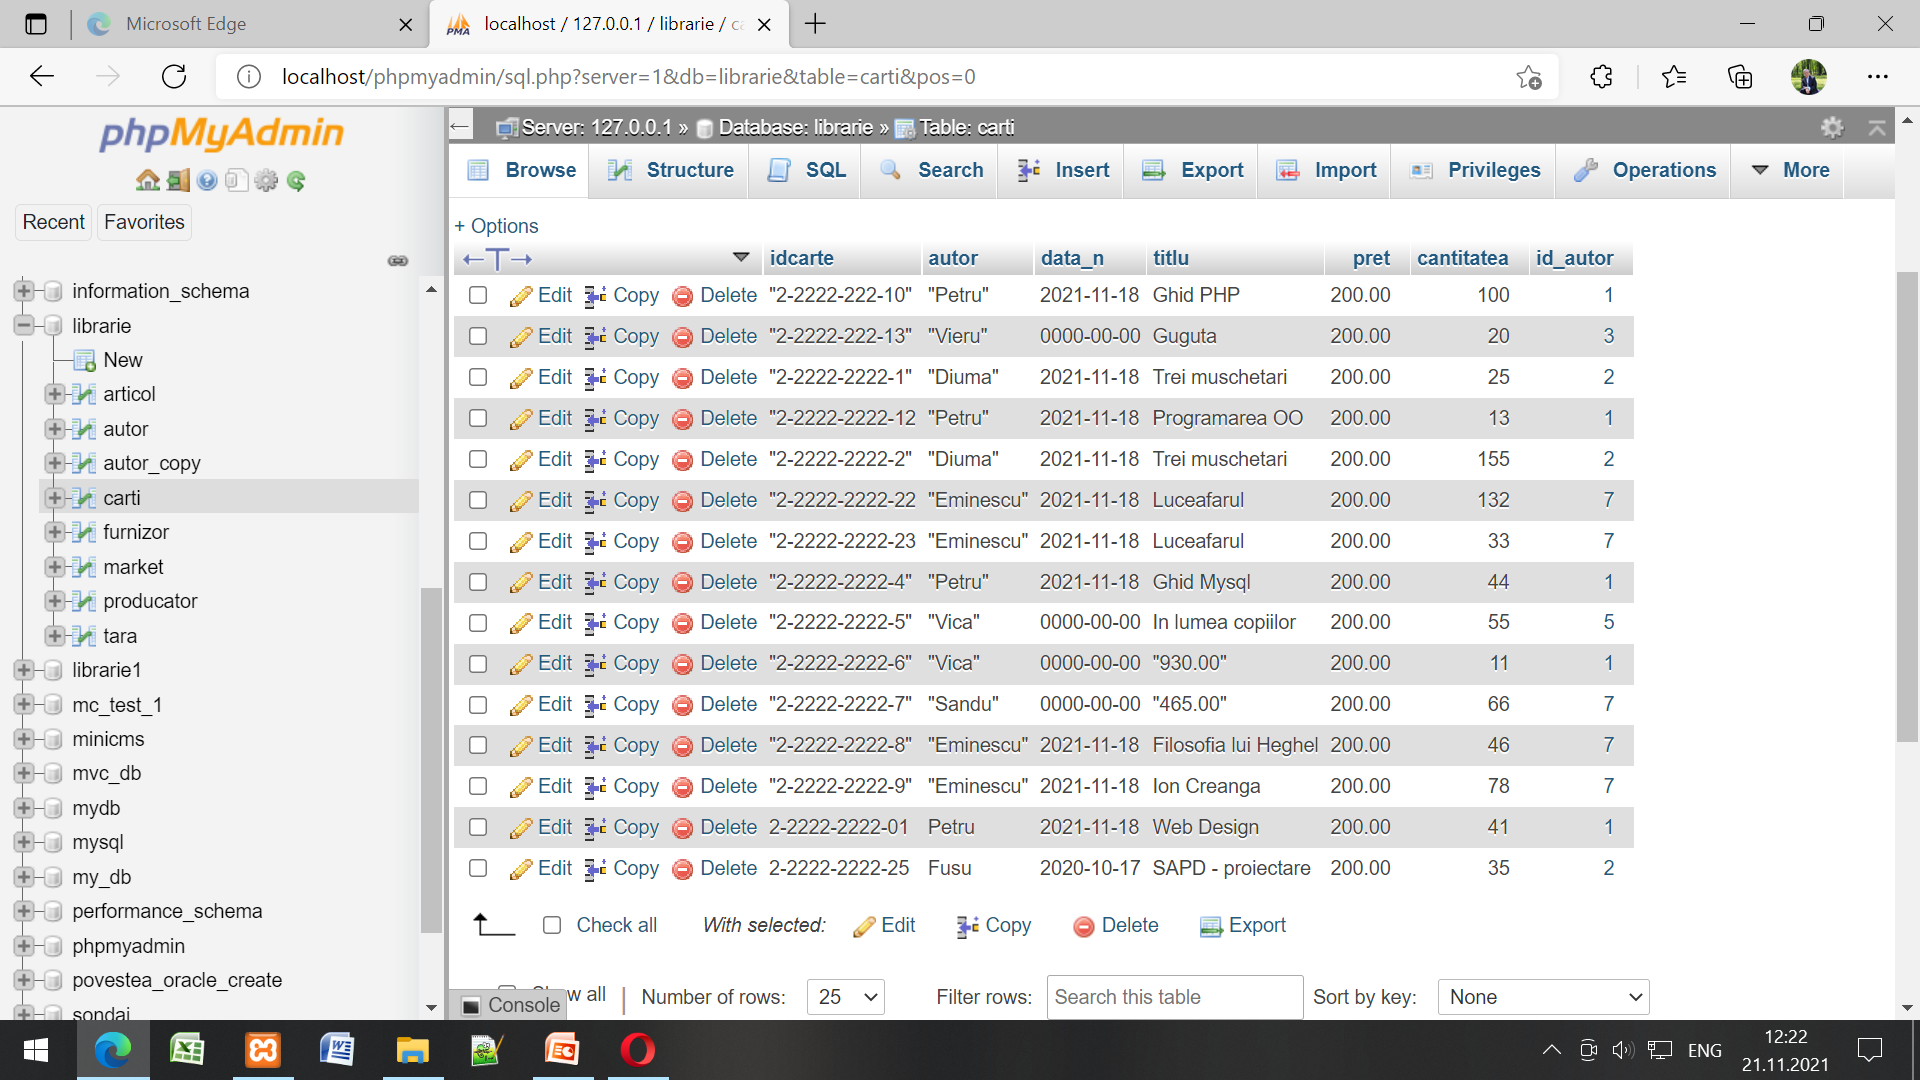 Microsoft Edge
localhost / 127.0.0.1 / librarie / ca
localhost/phpmyadmin/sql.php?server=1&db=librarie&table=carti&pos=0
phpMyAdmin
Recent Favorites
information_schema
librarie
New
articol
autor
autor_copy
carti
furnizor
market
producator
tara
librarie1
mc_test_1
minicms
mvc_db
mydb
mysql
my_db
performance_schema
phpmyadmin
povestea_oracle_create
sondaj
Server: 127.0.0.1 » Database: librarie » Table: carti
Browse Structure SQL Search Insert Export Import Privileges Operations More
+ Options
idcarte autor data_n titlu pret cantitatea id_autor
Edit Copy Delete "2-2222-222-10" "Petru" 2021-11-18 Ghid PHP 200.00 100 1
Edit Copy Delete "2-2222-222-13" "Vieru" 0000-00-00 Guguta 200.00 20 3
Edit Copy Delete "2-2222-2222-1" "Diuma" 2021-11-18 Trei muschetari 200.00 25 2
Edit Copy Delete "2-2222-2222-12 "Petru" 2021-11-18 Programarea OO 200.00 13 1
Edit Copy Delete "2-2222-2222-2" "Diuma" 2021-11-18 Trei muschetari 200.00 155 2
Edit Copy Delete "2-2222-2222-22 "Eminescu" 2021-11-18 Luceafarul 200.00 132 7
Edit Copy Delete "2-2222-2222-23 "Eminescu" 2021-11-18 Luceafarul 200.00 33 7
Edit Copy Delete "2-2222-2222-4" "Petru" 2021-11-18 Ghid Mysql 200.00 44 1
Edit Copy Delete "2-2222-2222-5" "Vica" 0000-00-00 In lumea copiilor 200.00 55 5
Edit Copy Delete "2-2222-2222-6" "Vica" 0000-00-00 "930.00" 200.00 11 1
Edit Copy Delete "2-2222-2222-7" "Sandu" 0000-00-00 "465.00" 200.00 66 7
Edit Copy Delete "2-2222-2222-8" "Eminescu" 2021-11-18 Filosofia lui Heghel 200.00 46 7
Edit Copy Delete "2-2222-2222-9" "Eminescu" 2021-11-18 Ion Creanga 200.00 78 7
Edit Copy Delete 2-2222-2222-01 Petru 2021-11-18 Web Design 200.00 41 1
Edit Copy Delete 2-2222-2222-25 Fusu 2020-10-17 SAPD - proiectare 200.00 35 2
Check all With selected: Edit Copy Delete Export
Show all Number of rows: 25 Filter rows: Search this table Sort by key: None
Console
ENG
12:22
21.11.2021